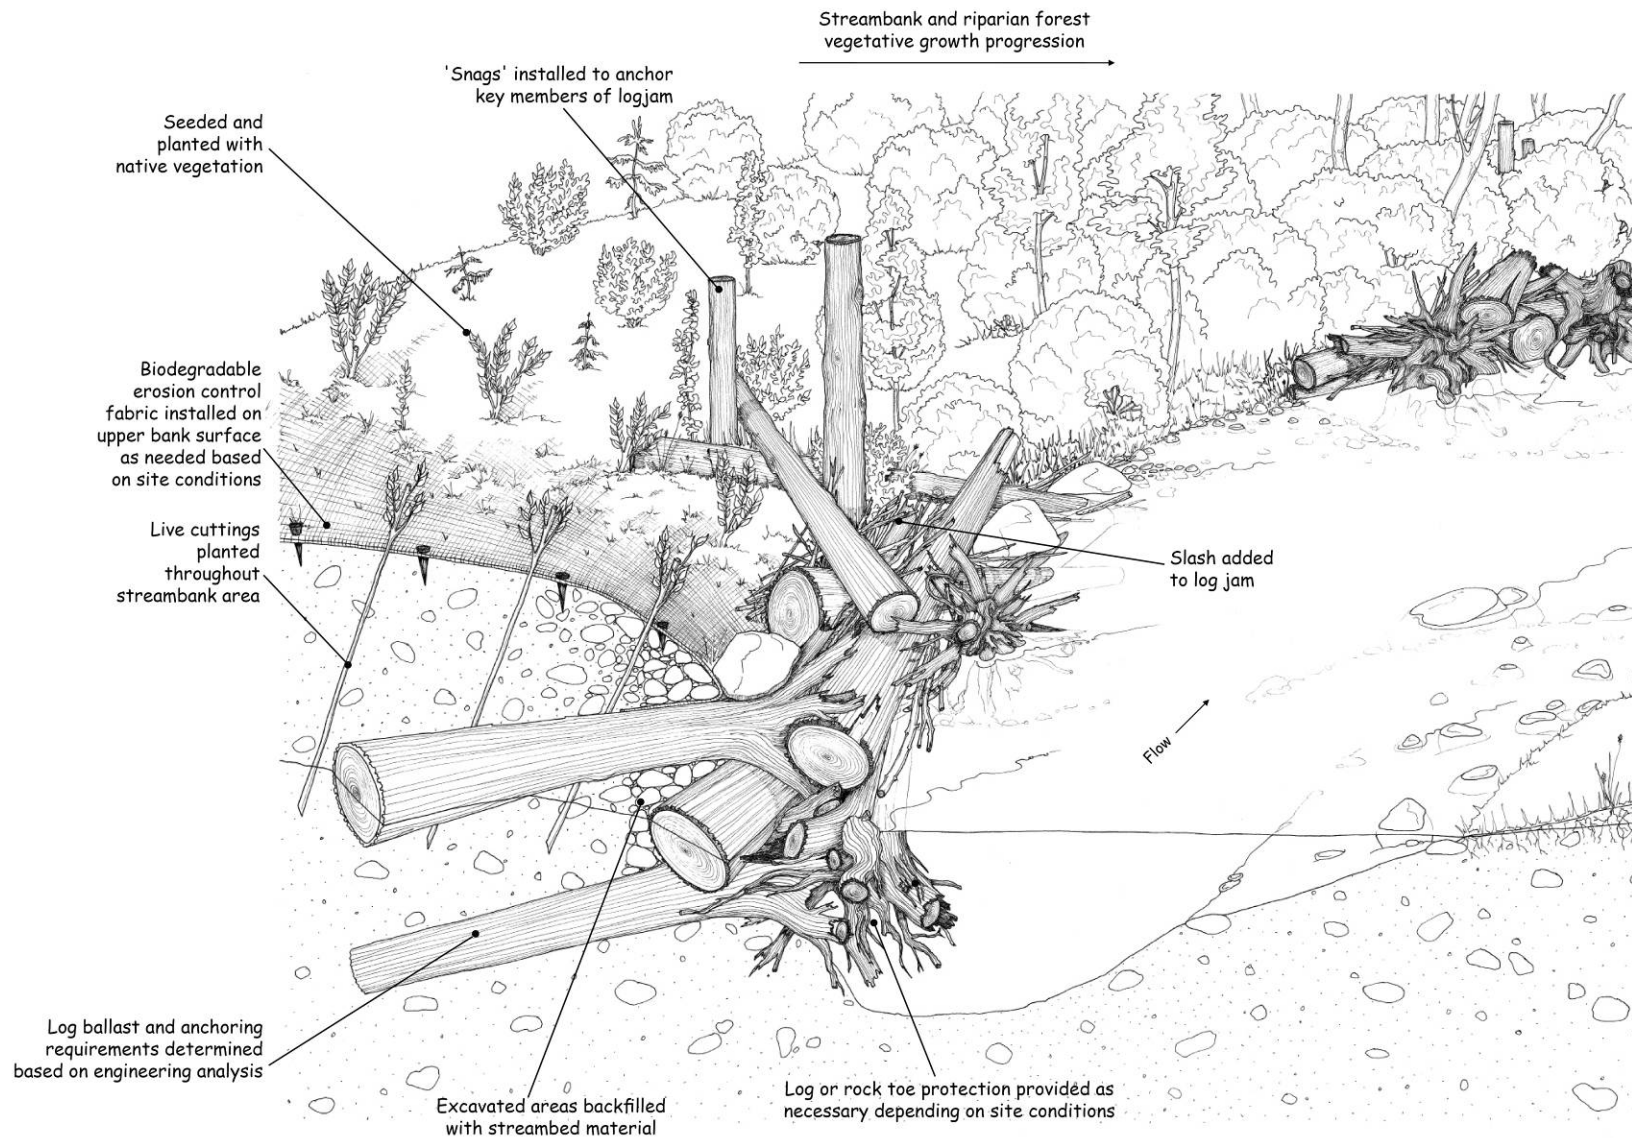 Streambank and riparian forest
vegetative growth progression
'Snags' installed to anchor
key members of logjam
Seeded and
planted with
native vegetation
Biodegradable
erosion control
fabric installed on
upper bank surface
as needed based
on site conditions
Live cuttings
planted
throughout
streambank area
Slash added
to log jam
Flow
Log ballast and anchoring
requirements determined
based on engineering analysis
Excavated areas backfilled
with streambed material
Log or rock toe protection provided as
necessary depending on site conditions